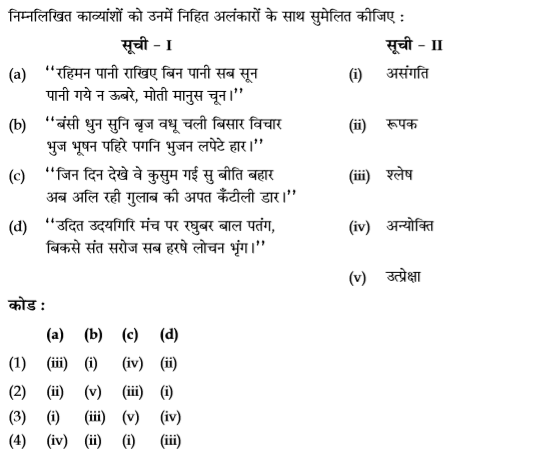 निम्नलिखित काव्यांशों को उनमें निहित अलंकारों के साथ सुमेलित कीजिए :
सूची - I सूची - II
(a) ‘‘रहिमन पानी राखिए बिन पानी सब सून (i) असंगति
पानी गये न ऊबरे, मोती मानुस चून।’’
(b) ‘‘बंसी धुन सुनि बृज वधू चली बिसार विचार (ii) रूपक
भुज भूषन पहिरे पगनि भुजन लपेटे हार।’’
(c) ‘‘जिन दिन देखे वे कुसुम गई सु बीति बहार (iii) श्लेष
अब अलि रही गुलाब की अपत कँटीली डार।’’
(d) ‘‘उदित उदयगिरि मंच पर रघुबर बाल पतंग, (iv) अन्योक्ति
बिकसे संत सरोज सब हरषे लोचन भृंग।’’
(v) उत्प्रेक्षा
कोड :
(a) (b) (c) (d)
(1) (iii) (i) (iv) (ii)
(2) (ii) (v) (iii) (i)
(3) (i) (iii) (v) (iv)
(4) (iv) (ii) (i) (iii)